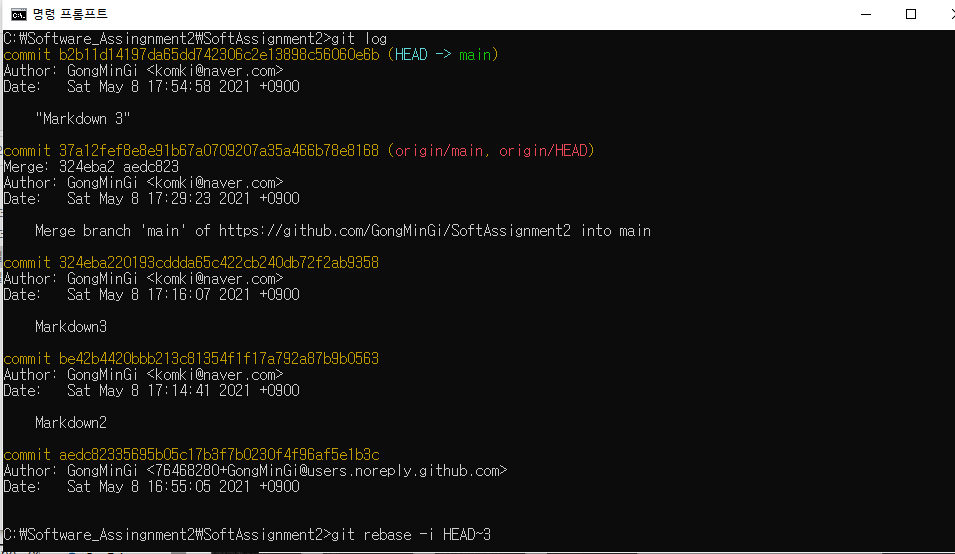 명령 프롬프트
C:\Software_Assingnment2\SoftAssignment2>git log
commit b2b11d14197da65dd742306c2e13898c56060e6b (HEAD -> main)
Author: GongMinGi <komki@naver.com>
Date:   Sat May 8 17:54:58 2021 +0900
"Markdown 3"
commit 37a12fef8e8e91b67a0709207a35a466b78e8168 (origin/main, origin/HEAD)
Merge: 324eba2 aedc823
Author: GongMinGi <komki@naver.com>
Date:   Sat May 8 17:29:23 2021 +0900
Merge branch 'main' of https://github.com/GongMinGi/SoftAssignment2 into main
commit 324eba220193cddda65c422cb240db72f2ab9358
Author: GongMinGi <komki@naver.com>
Date:   Sat May 8 17:16:07 2021 +0900
Markdown3
commit be42b4420bbb213c81354f1f17a792a87b9b0563
Author: GongMinGi <komki@naver.com>
Date:   Sat May 8 17:14:41 2021 +0900
Markdown2
commit aedc82335695b05c17b3f7b0230f4f96af5e1b3c
Author: GongMinGi <76468280+GongMinGi@users.noreply.github.com>
Date:   Sat May 8 16:55:05 2021 +0900
C:\Software_Assingnment2\SoftAssignment2>git rebase -i HEAD~3